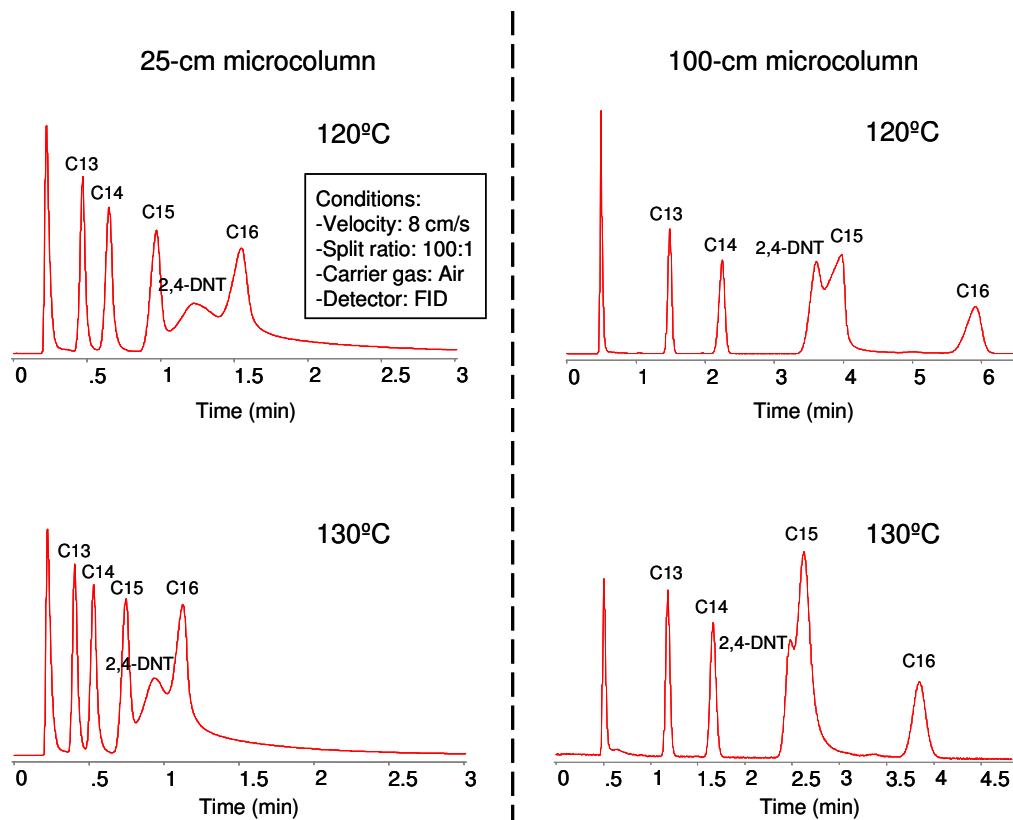 25-cm microcolumn
120ºC
C13
C14
C15
2,4-DNT
C16
Conditions:
-Velocity: 8 cm/s
-Split ratio: 100:1
-Carrier gas: Air
-Detector: FID
0 .5 1 1.5 2 2.5 3
Time (min)
100-cm microcolumn
120ºC
C13
C14
2,4-DNT
C15
C16
0 1 2 3 4 5 6
Time (min)
130ºC
C13
C14
C15
2,4-DNT
C16
0 .5 1 1.5 2 2.5 3
Time (min)
130ºC
C13
C14
2,4-DNT
C15
C16
0 .5 1 1.5 2 2.5 3 3.5 4 4.5
Time (min)